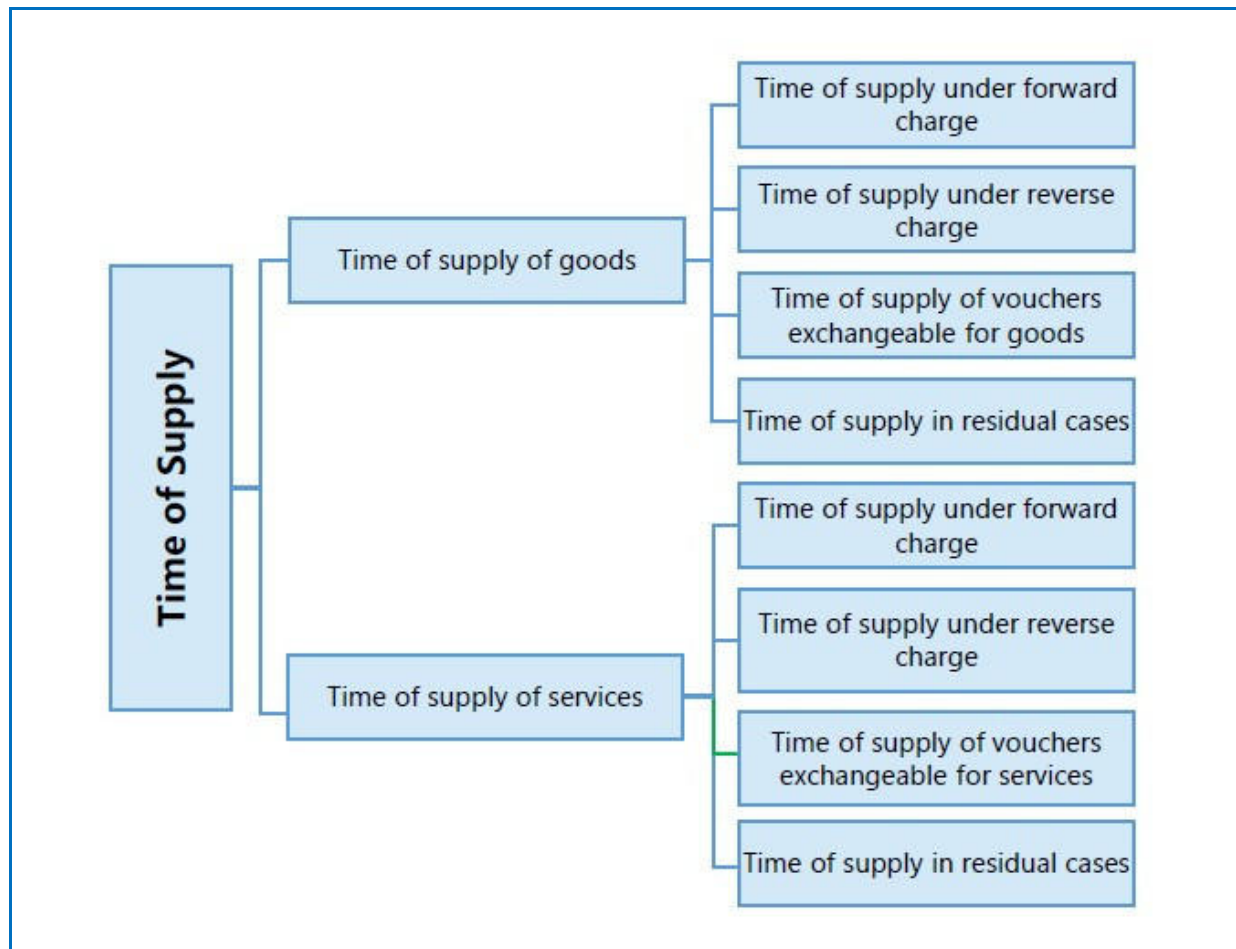 Time of Supply
Time of supply of goods
Time of supply under forward
charge
Time of supply under reverse
charge
Time of supply of vouchers
exchangeable for goods
Time of supply in residual cases
Time of supply of services
Time of supply under forward
charge
Time of supply under reverse
charge
Time of supply of vouchers
exchangeable for services
Time of supply in residual cases